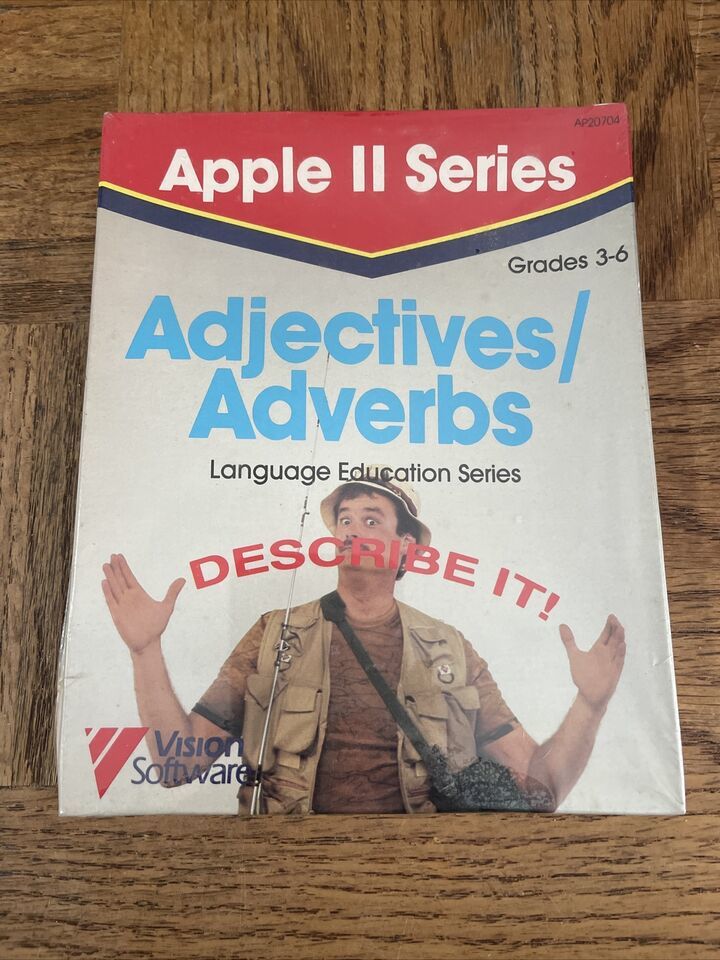 AP20704
Apple II Series
Grades 3-6
Adjectives/
Adverbs
Language Education Series
DESCRIBE IT!
Vision
Software